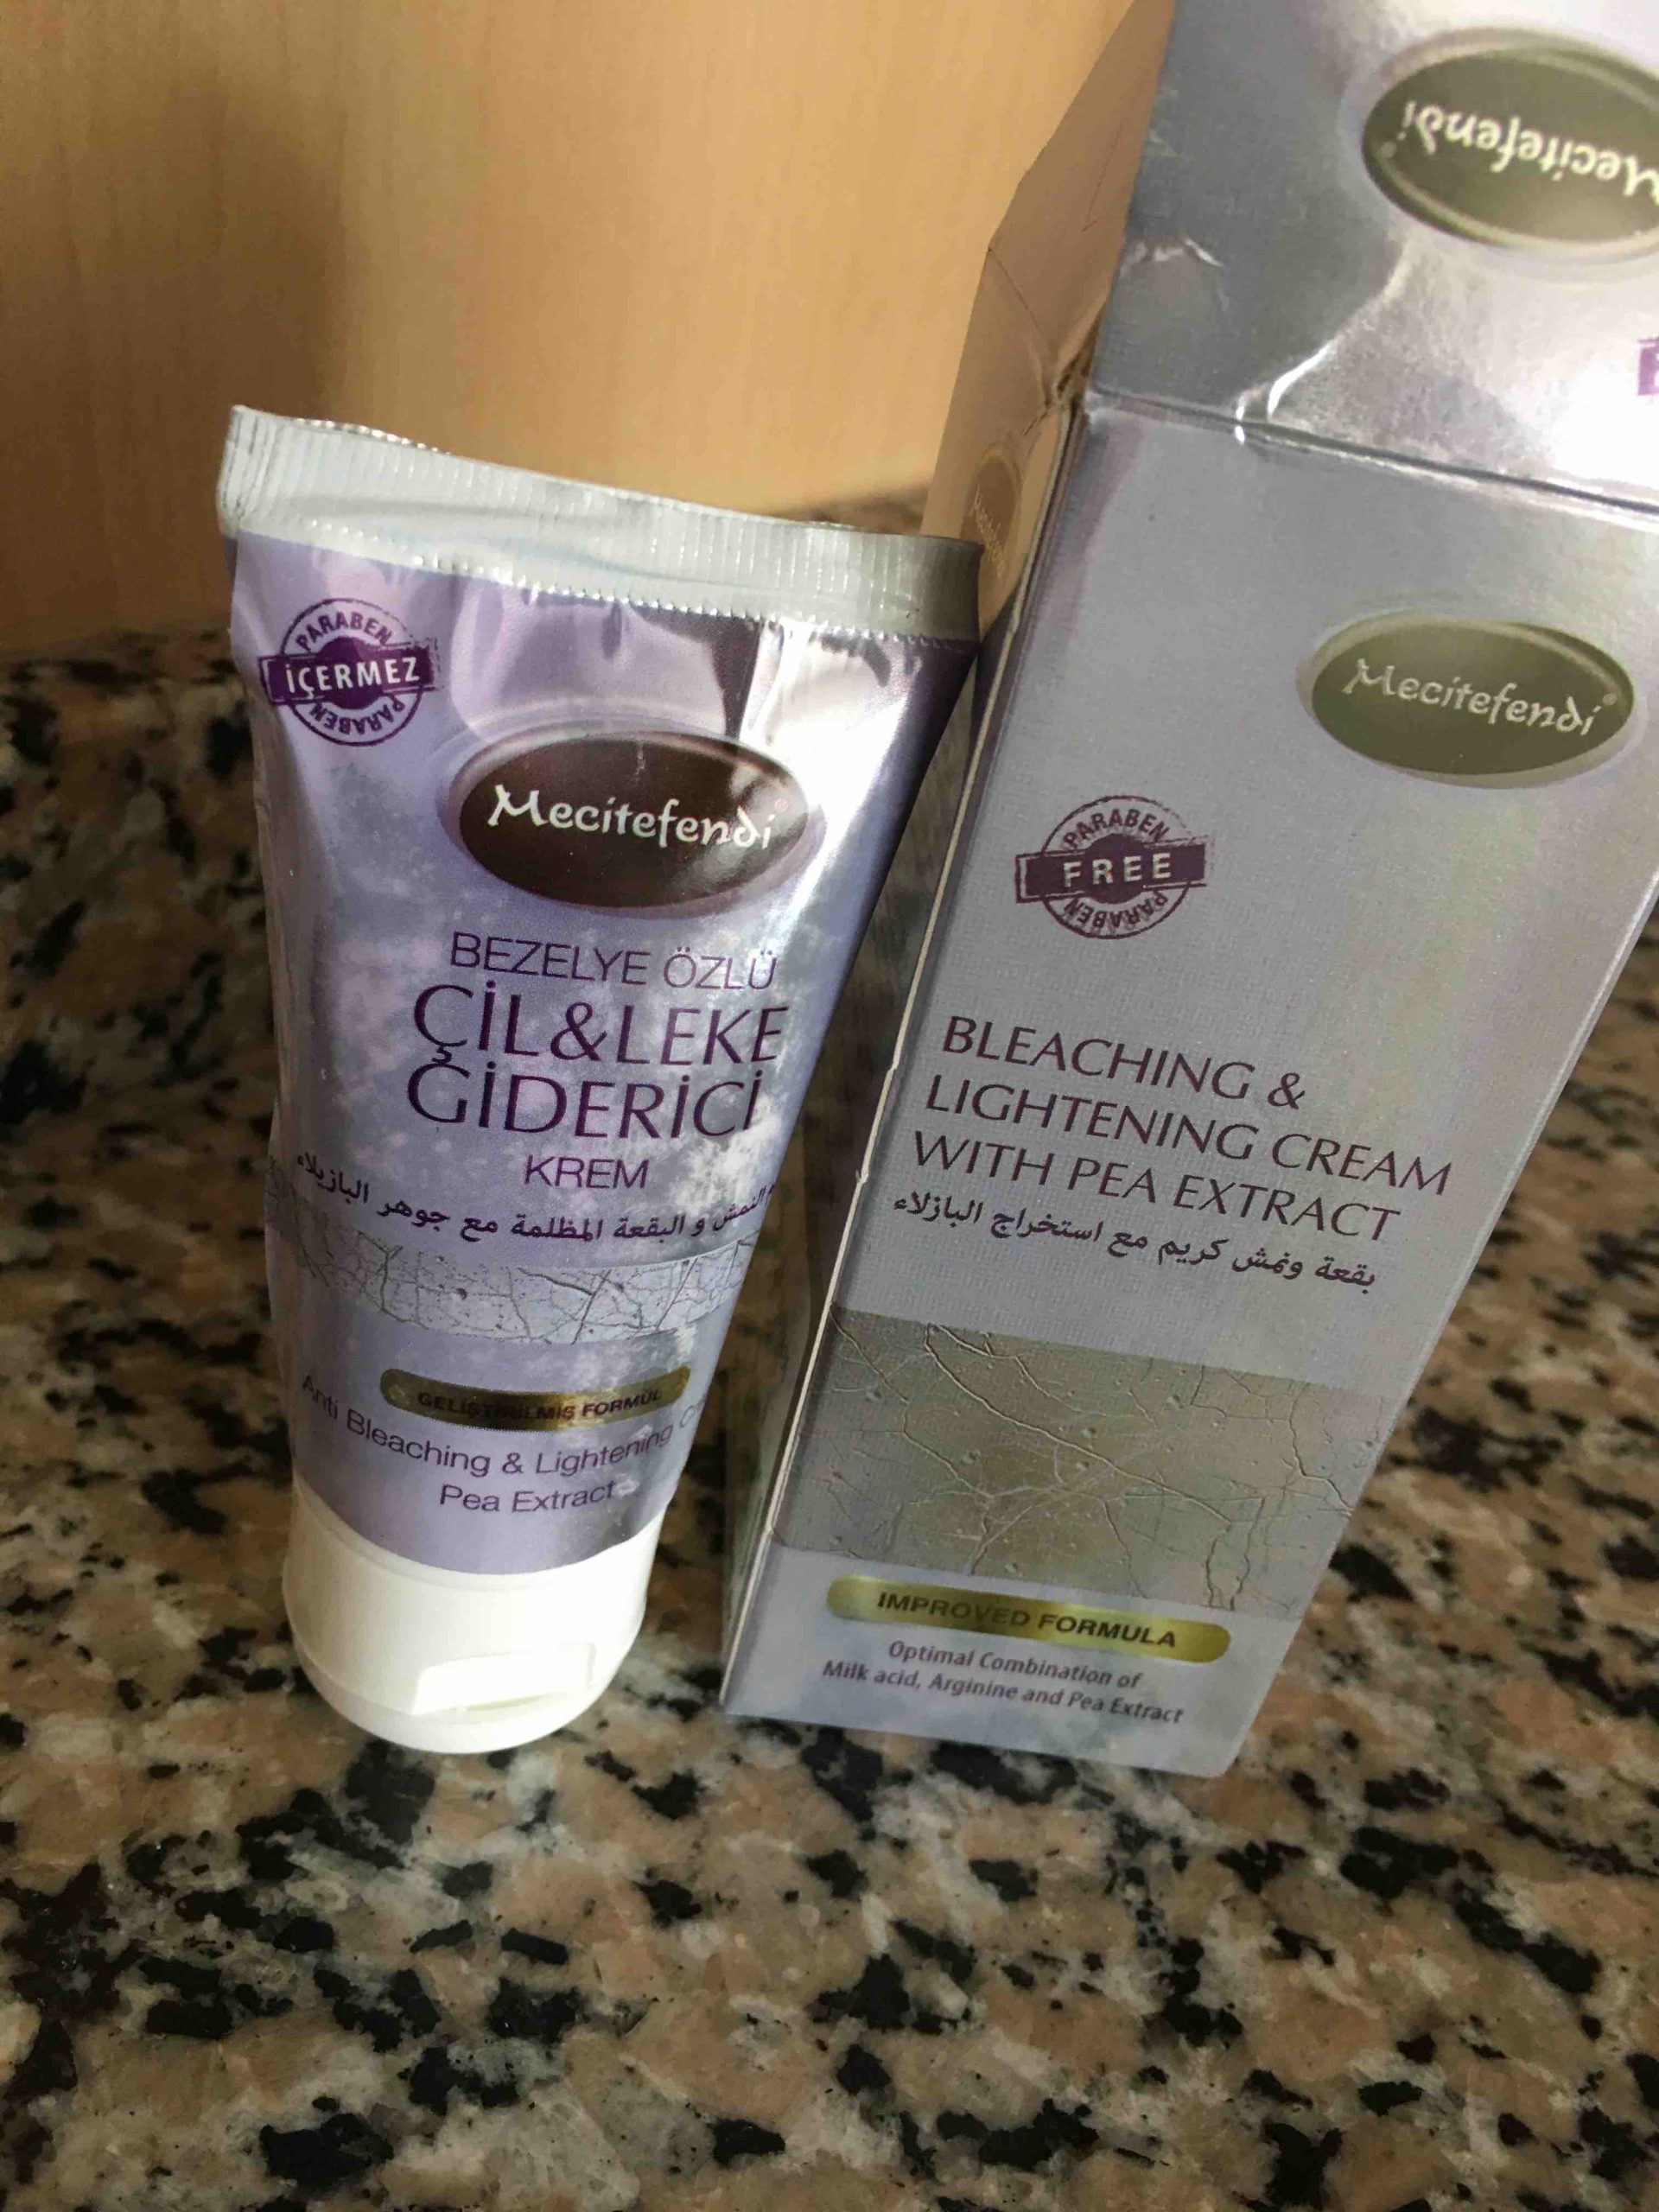 PARABEN
İÇERMEZ
PARABEN
Mecitefendi
BEZELYE ÖZLÜ
ÇİL&LEKE
GİDERİCİ
KREM
النمش و البقعة المظلمة مع جوهر البازيلاء
GELİŞTİRİLMİŞ FORMÜL
Anti Bleaching & Lightening
Pea Extract
Mecitefendi
Mecitefendi®
PARABEN
FREE
PARABEN
BLEACHING &
LIGHTENING CREAM
WITH PEA EXTRACT
بقعة ونمش كريم مع استخراج البازلاء
IMPROVED FORMULA
Optimal Combination of
Milk acid, Arginine and Pea Extract